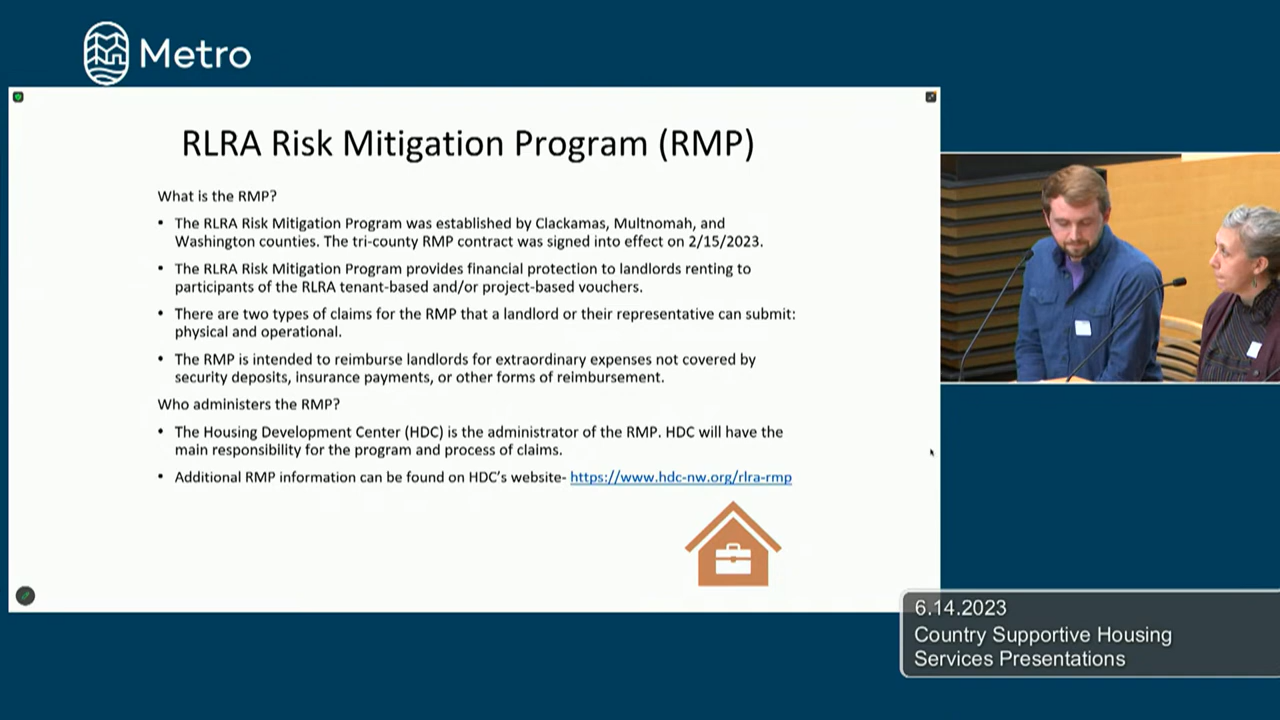 Metro
RLRA Risk Mitigation Program (RMP)
What is the RMP?
• The RLRA Risk Mitigation Program was established by Clackamas, Multnomah, and
Washington counties. The tri-county RMP contract was signed into effect on 2/15/2023.
• The RLRA Risk Mitigation Program provides financial protection to landlords renting to
participants of the RLRA tenant-based and/or project-based vouchers.
• There are two types of claims for the RMP that a landlord or their representative can submit:
physical and operational.
• The RMP is intended to reimburse landlords for extraordinary expenses not covered by
security deposits, insurance payments, or other forms of reimbursement.
Who administers the RMP?
• The Housing Development Center (HDC) is the administrator of the RMP. HDC will have the
main responsibility for the program and process of claims.
• Additional RMP information can be found on HDC’s website- https://www.hdc-nw.org/rlra-rmp
6.14.2023
Country Supportive Housing
Services Presentations